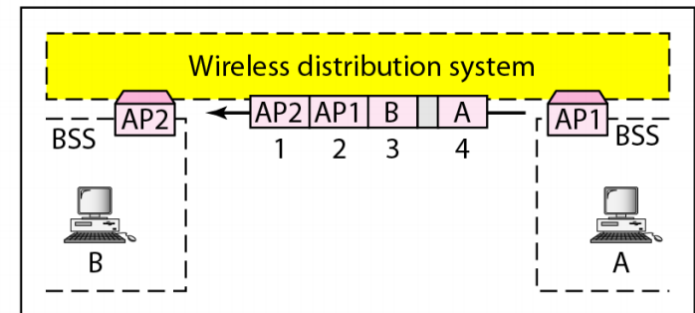 Wireless distribution system
AP2 AP2 AP1 B A AP1
BSS BSS
1 2 3 4
B A